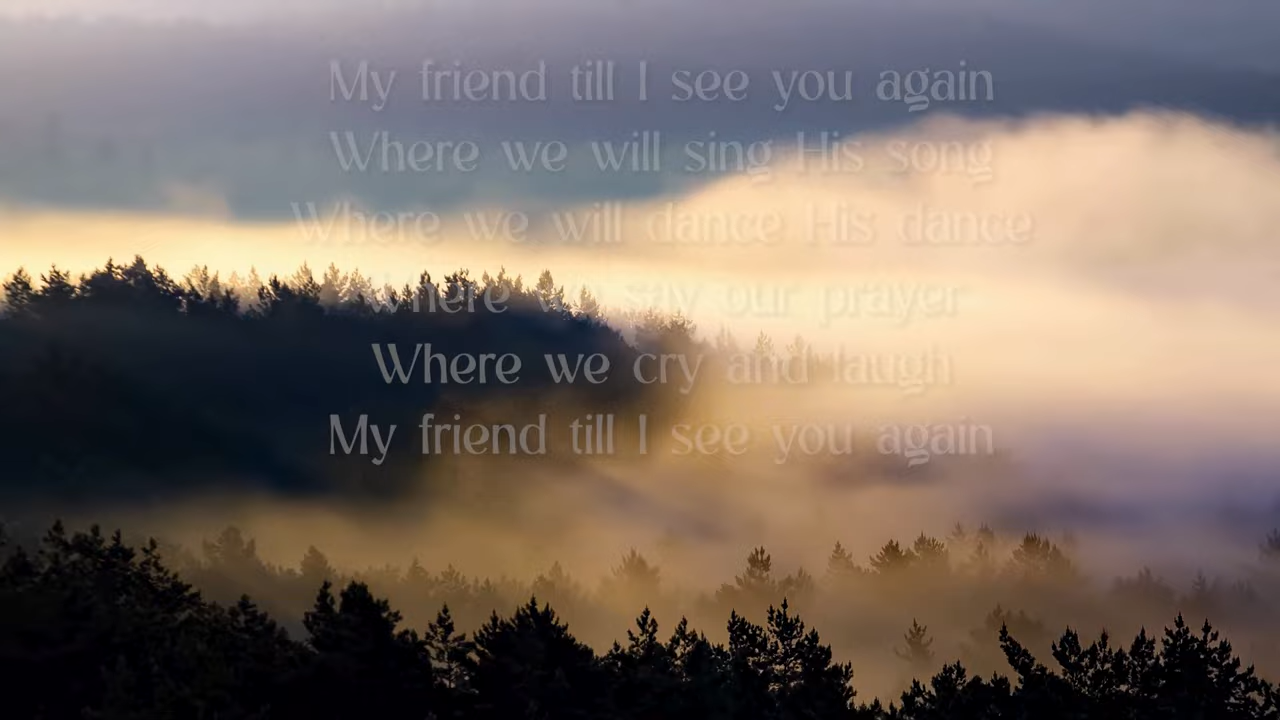 My friend till I see you again
Where we will sing His song
Where we will dance His dance
Where we say our prayer
Where we cry and laugh
My friend till I see you again